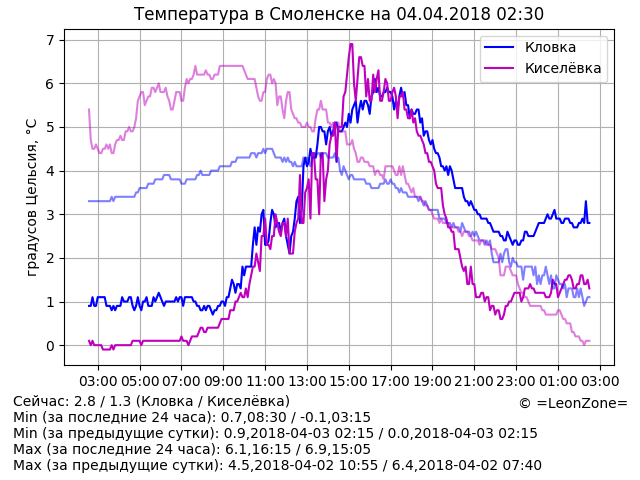 Температура в Смоленске на 04.04.2018 02:30
градусов Цельсия, °C
7
6
5
4
3
2
1
0
Кловка
Киселёвка
03:00 05:00 07:00 09:00 11:00 13:00 15:00 17:00 19:00 21:00 23:00 01:00 03:00
Сейчас: 2.8 / 1.3 (Кловка / Киселёвка)
© =LeonZone=
Min (за последние 24 часа): 0.7,08:30 / -0.1,03:15
Min (за предыдущие сутки): 0.9,2018-04-03 02:15 / 0.0,2018-04-03 02:15
Max (за последние 24 часа): 6.1,16:15 / 6.9,15:05
Max (за предыдущие сутки): 4.5,2018-04-02 10:55 / 6.4,2018-04-02 07:40